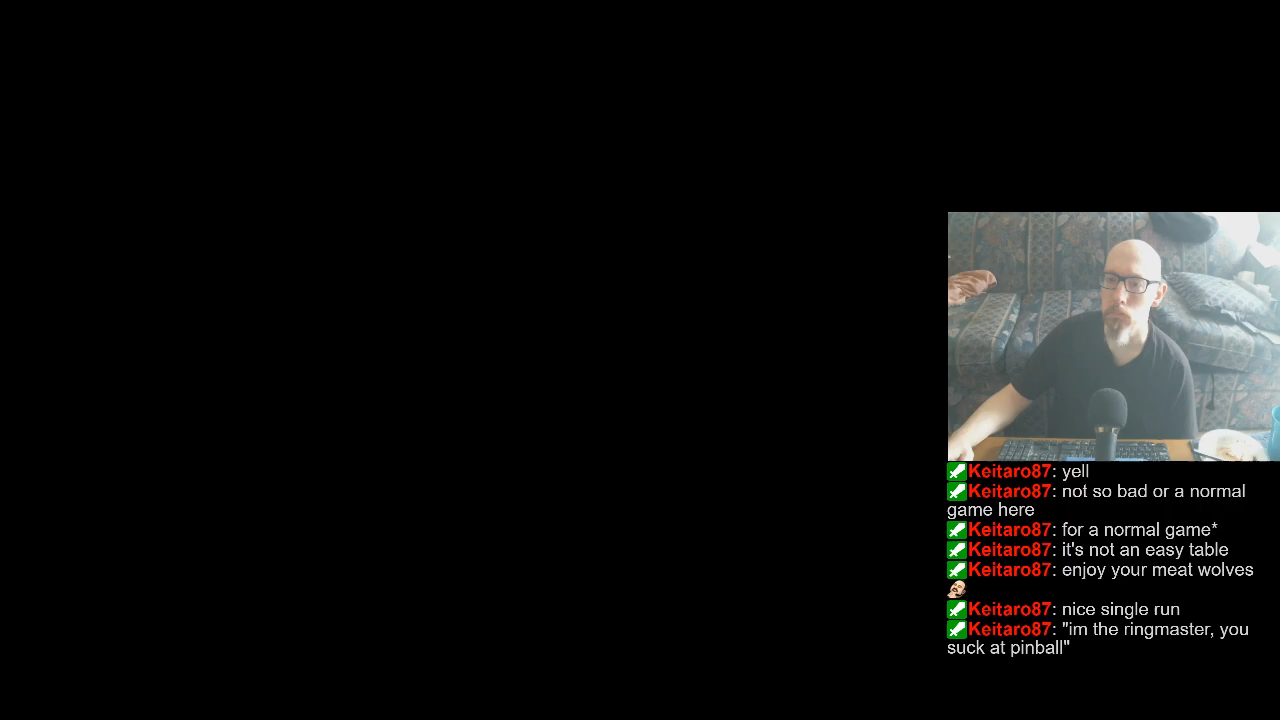 Keitaro87: yell
Keitaro87: not so bad or a normal
game here
Keitaro87: for a normal game*
Keitaro87: it's not an easy table
Keitaro87: enjoy your meat wolves
Keitaro87: nice single run
Keitaro87: "im the ringmaster, you
suck at pinball"